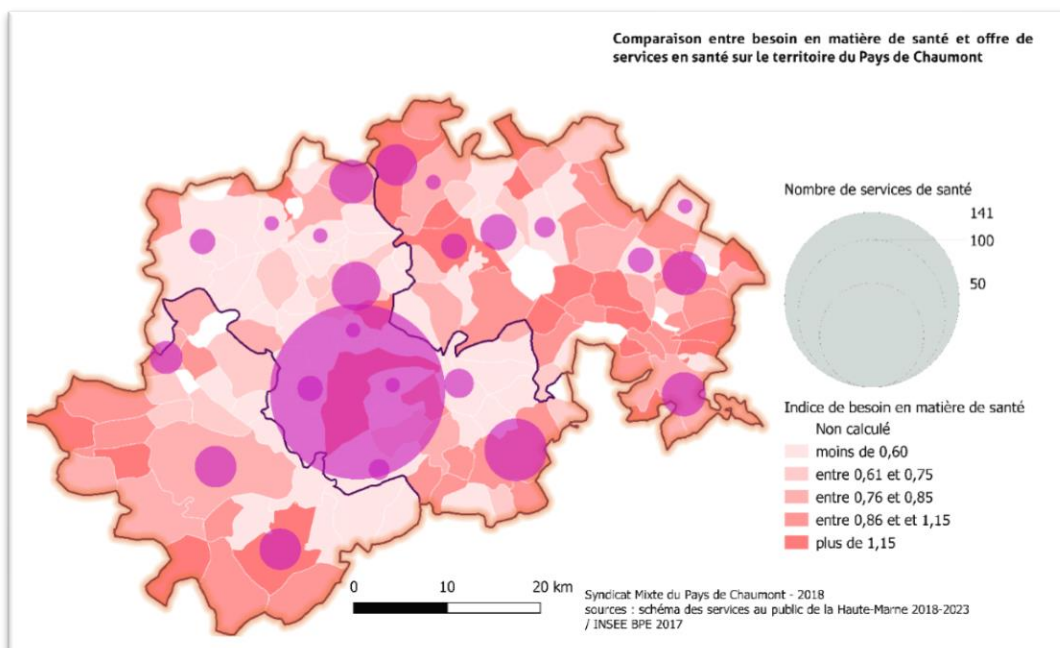 Comparaison entre besoin en matière de santé et offre de
services en santé sur le territoire du Pays de Chaumont
Nombre de services de santé
141
100
50
Indice de besoin en matière de santé
Non calculé
moins de 0,60
entre 0,61 et 0,75
entre 0,76 et 0,85
entre 0,86 et et 1,15
plus de 1,15
0 10 20 km
Syndicat Mixte du Pays de Chaumont - 2018
sources : schéma des services au public de la Haute-Marne 2018-2023
/ INSEE BPE 2017